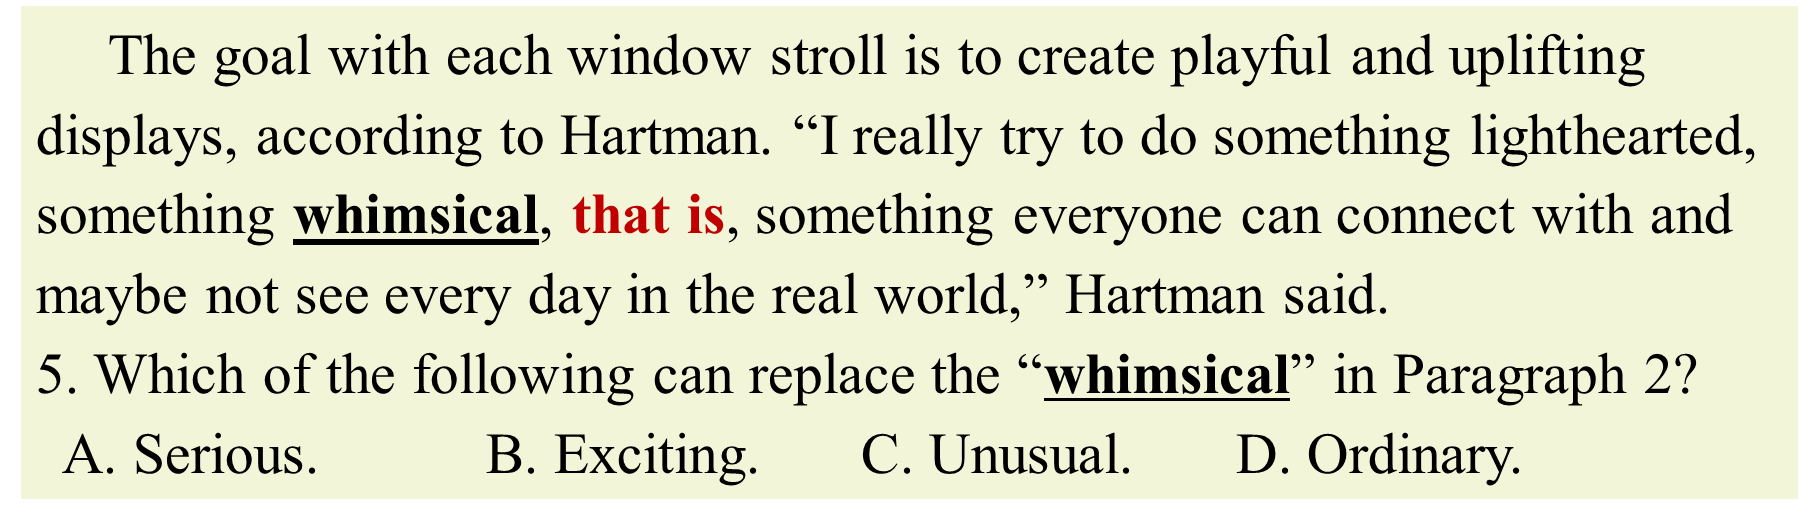 The goal with each window stroll is to create playful and uplifting
displays, according to Hartman. “I really try to do something lighthearted,
something whimsical, that is, something everyone can connect with and
maybe not see every day in the real world,” Hartman said.
5. Which of the following can replace the “whimsical” in Paragraph 2?
A. Serious. B. Exciting. C. Unusual. D. Ordinary.